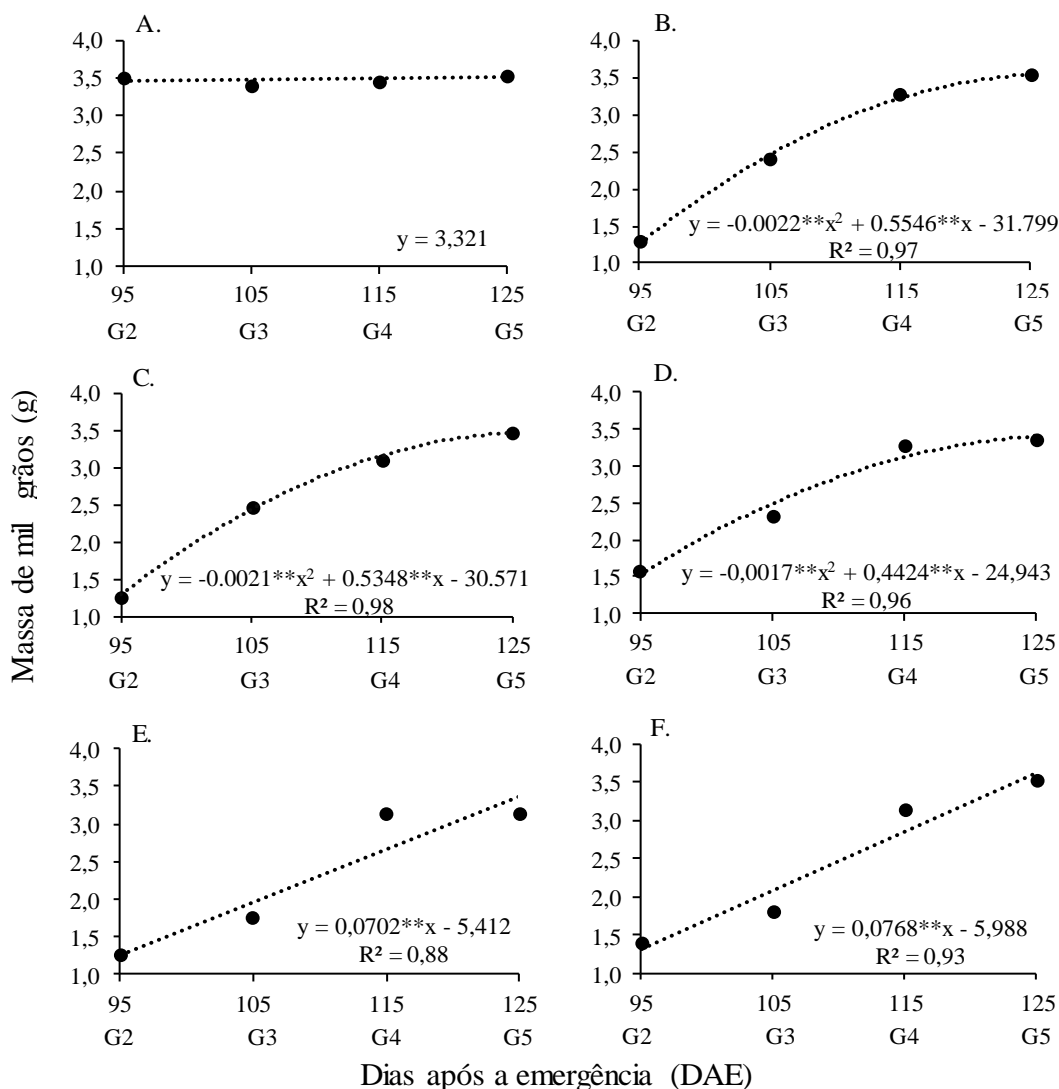 A.
4,0
3,5
3,0
2,5
2,0
1,5
1,0
y = 3,321
95 105 115 125
G2 G3 G4 G5
B.
4,0
3,5
3,0
2,5
2,0
1,5
1,0
y = -0.0022**x² + 0.5546**x - 31.799
R² = 0,97
95 105 115 125
G2 G3 G4 G5
Massa de mil grãos (g)
C.
4,0
3,5
3,0
2,5
2,0
1,5
1,0
y = -0.0021**x² + 0.5348**x - 30.571
R² = 0,98
95 105 115 125
G2 G3 G4 G5
D.
4,0
3,5
3,0
2,5
2,0
1,5
1,0
y = -0,0017**x² + 0,4424**x - 24,943
R² = 0,96
95 105 115 125
G2 G3 G4 G5
E.
4,0
3,5
3,0
2,5
2,0
1,5
1,0
y = 0,0702**x - 5,412
R² = 0,88
95 105 115 125
G2 G3 G4 G5
F.
4,0
3,5
3,0
2,5
2,0
1,5
1,0
y = 0,0768**x - 5,988
R² = 0,93
95 105 115 125
G2 G3 G4 G5
Dias após a emergência (DAE)